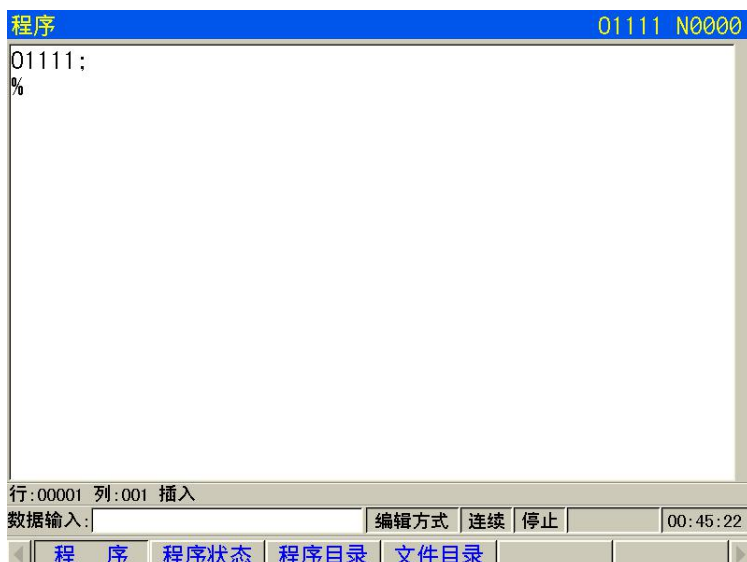 程序 O1111 N0000
O1111;
%
行:00001 列:001 插入
数据输入: 编辑方式 连续 停止 00:45:22
程 序 程序状态 程序目录 文件目录